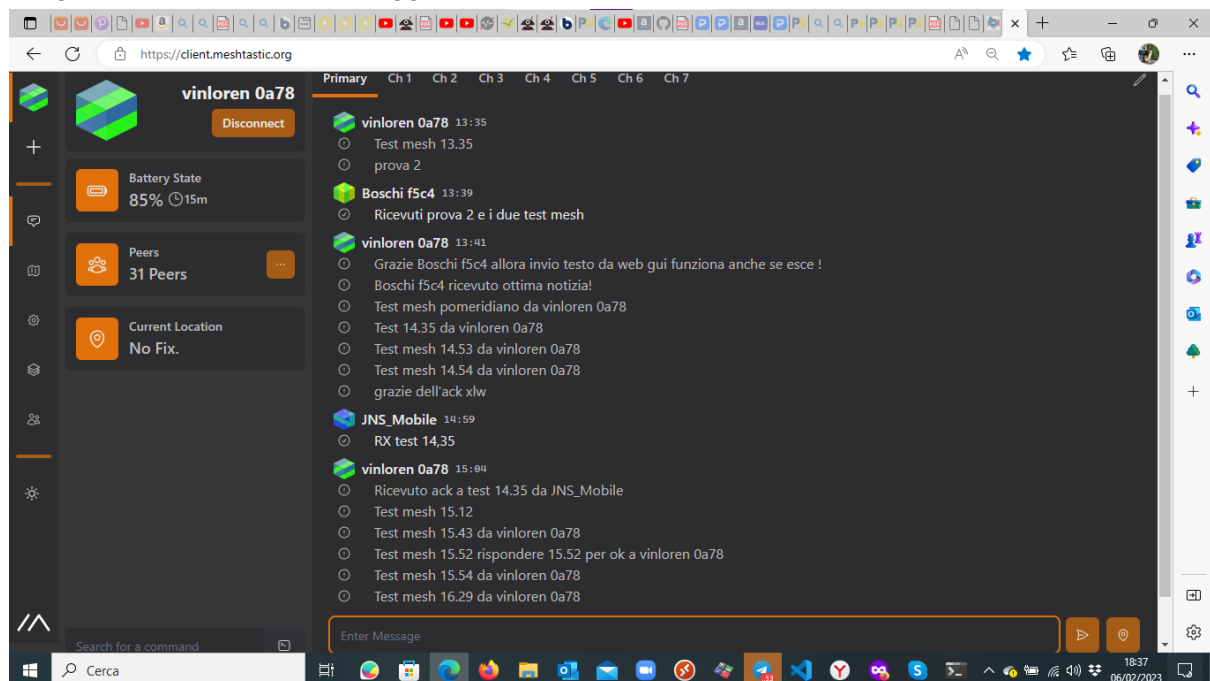 https://client.meshtastic.org
vinloren 0a78
Disconnect
Battery State
85% 15m
Peers
31 Peers
...
Current Location
No Fix.
Search for a command
Primary Ch 1 Ch 2 Ch 3 Ch 4 Ch 5 Ch 6 Ch 7
vinloren 0a78 13:35
Test mesh 13.35
prova 2
Boschi f5c4 13:39
Ricevuti prova 2 e i due test mesh
vinloren 0a78 13:41
Grazie Boschi f5c4 allora invio testo da web gui funziona anche se esce !
Boschi f5c4 ricevuto ottima notizia!
Test mesh pomeridiano da vinloren 0a78
Test 14.35 da vinloren 0a78
Test mesh 14.53 da vinloren 0a78
Test mesh 14.54 da vinloren 0a78
grazie dell'ack xlw
JNS_Mobile 14:59
RX test 14,35
vinloren 0a78 15:04
Ricevuto ack a test 14.35 da JNS_Mobile
Test mesh 15.12
Test mesh 15.43 da vinloren 0a78
Test mesh 15.52 rispondere 15.52 per ok a vinloren 0a78
Test mesh 15.54 da vinloren 0a78
Test mesh 16.29 da vinloren 0a78
Enter Message
Cerca
18:37
06/02/2023